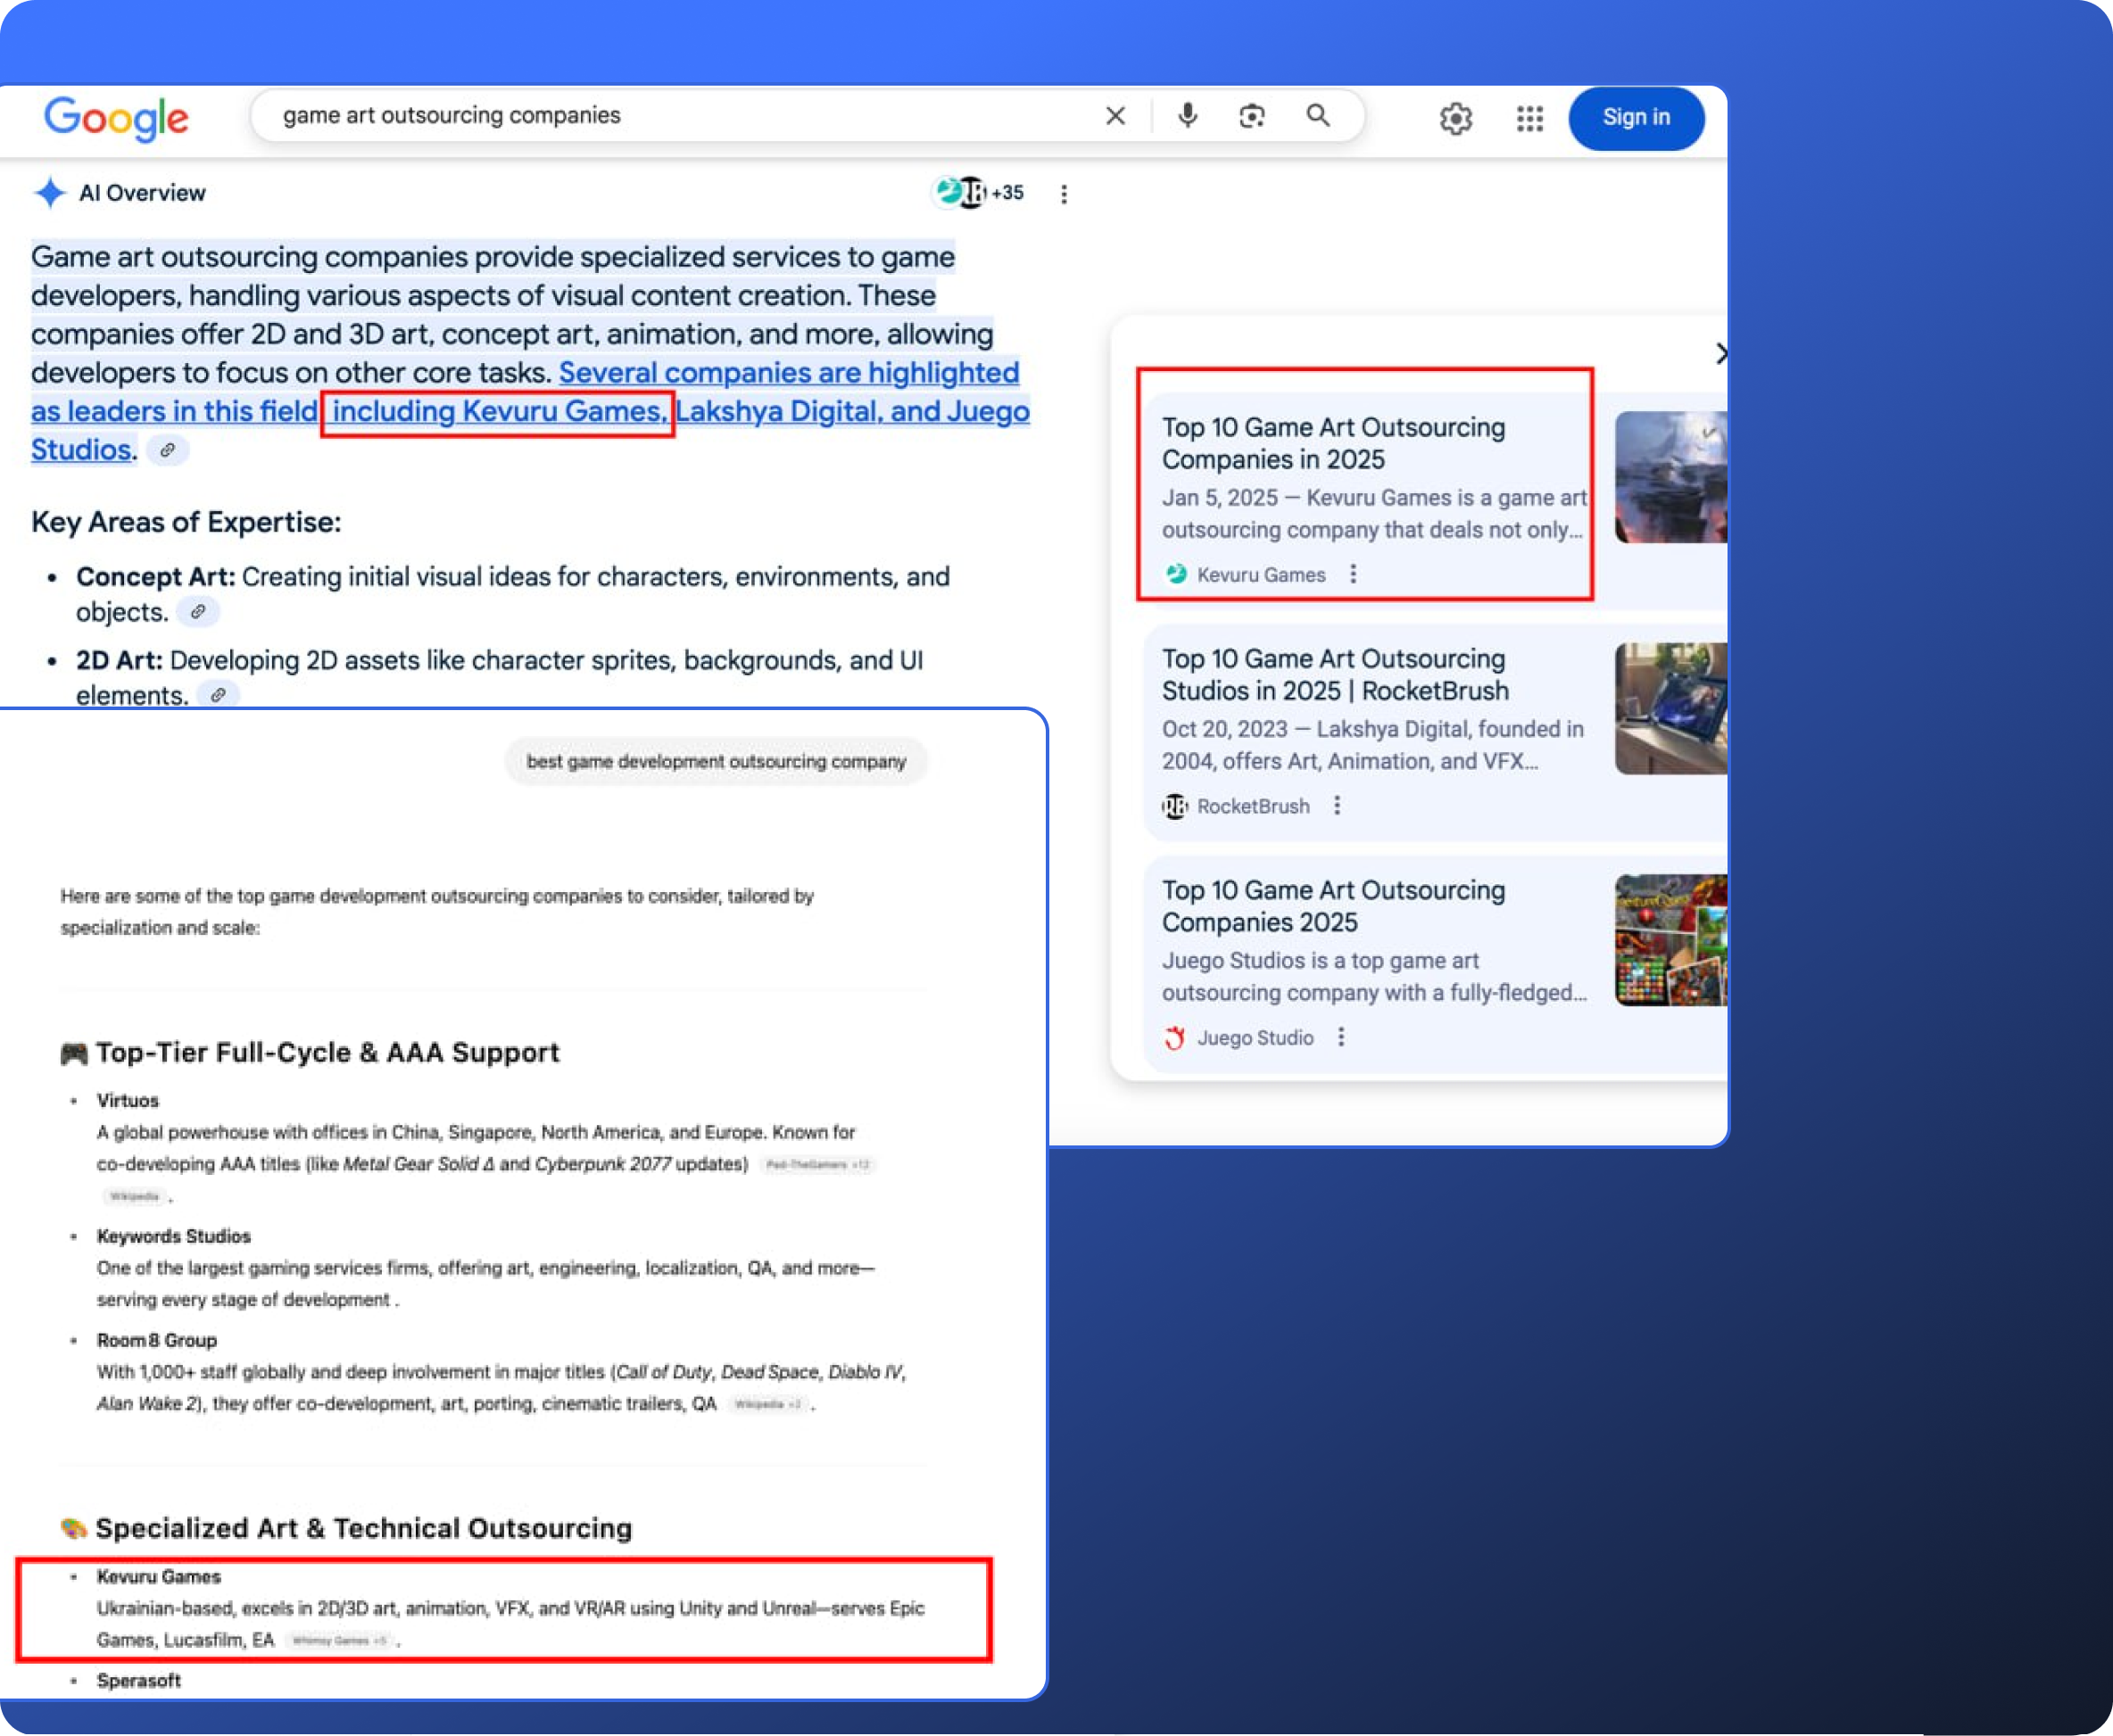 Google
game art outsourcing companies
Sign in
AI Overview
+35
Game art outsourcing companies provide specialized services to game
developers, handling various aspects of visual content creation. These
companies offer 2D and 3D art, concept art, animation, and more, allowing
developers to focus on other core tasks. Several companies are highlighted
as leaders in this field, including Kevuru Games, Lakshya Digital, and Juego
Studios.
Key Areas of Expertise:
• Concept Art: Creating initial visual ideas for characters, environments, and
objects.
• 2D Art: Developing 2D assets like character sprites, backgrounds, and UI
elements.
Top 10 Game Art Outsourcing
Companies in 2025
Jan 5, 2025 — Kevuru Games is a game art
outsourcing company that deals not only...
Kevuru Games
Top 10 Game Art Outsourcing
Studios in 2025 | RocketBrush
Oct 20, 2023 — Lakshya Digital, founded in
2004, offers Art, Animation, and VFX...
RB RocketBrush
Top 10 Game Art Outsourcing
Companies 2025
Juego Studios is a top game art
outsourcing company with a fully-fledged...
Juego Studio
best game development outsourcing company
Here are some of the top game development outsourcing companies to consider, tailored by
specialization and scale:
🎮 Top-Tier Full-Cycle & AAA Support
• Virtuos
A global powerhouse with offices in China, Singapore, North America, and Europe. Known for
co-developing AAA titles (like Metal Gear Solid Δ and Cyberpunk 2077 updates)
Wikipedia .
• Keywords Studios
One of the largest gaming services firms, offering art, engineering, localization, QA, and more—
serving every stage of development .
• Room 8 Group
With 1,000+ staff globally and deep involvement in major titles (Call of Duty, Dead Space, Diablo IV,
Alan Wake 2), they offer co-development, art, porting, cinematic trailers, QA Wikipedia +2 .
🎨 Specialized Art & Technical Outsourcing
• Kevuru Games
Ukrainian-based, excels in 2D/3D art, animation, VFX, and VR/AR using Unity and Unreal—serves Epic
Games, Lucasfilm, EA Whimsy Games +5 .
• Sperasoft